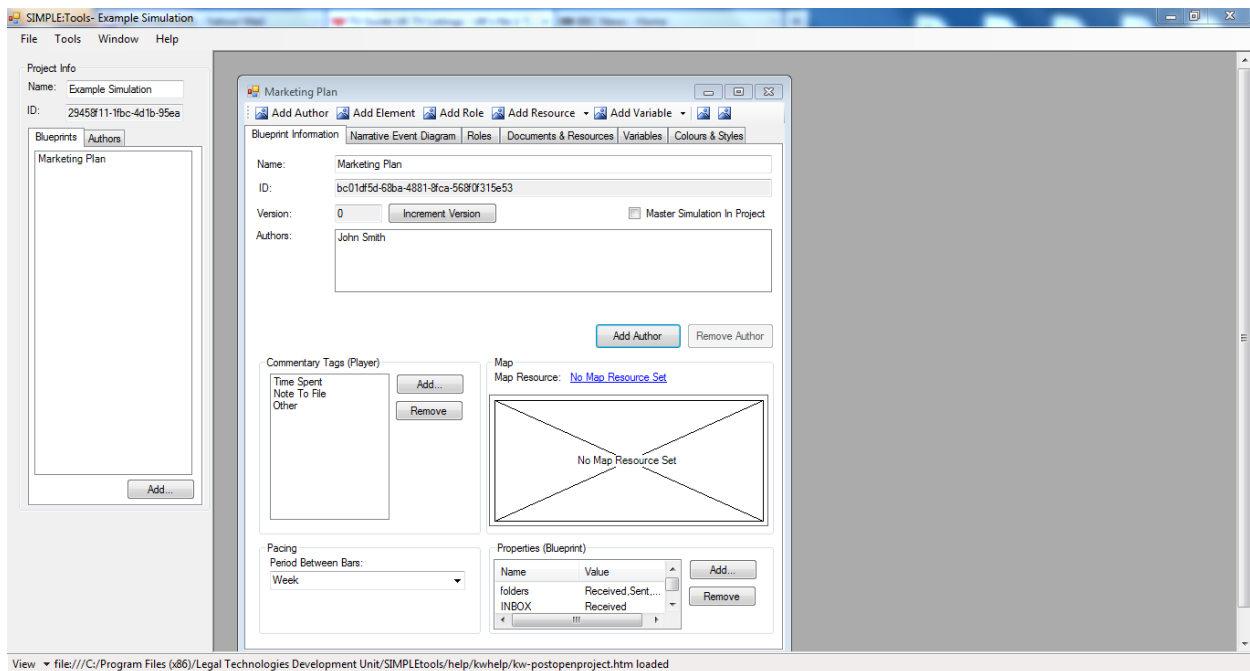 SIMPLE:Tools- Example Simulation
File Tools Window Help
Project Info
Name: Example Simulation
ID: 29458f11-1fbc-4d1b-95ea
Blueprints Authors
Marketing Plan
Add...
Marketing Plan
Add Author Add Element Add Role Add Resource Add Variable
Blueprint Information Narrative Event Diagram Roles Documents & Resources Variables Colours & Styles
Name: Marketing Plan
ID: bc01df5d-68ba-4881-8fca-568f0f315e53
Version: 0 Increment Version Master Simulation In Project
Authors: John Smith
Add Author Remove Author
Commentary Tags (Player)
Time Spent
Note To File
Other
Add...
Remove
Map
Map Resource: No Map Resource Set
No Map Resource Set
Pacing
Period Between Bars:
Week
Properties (Blueprint)
Name Value
folders Received,Sent,...
INBOX Received
Add...
Remove
View file:///C:/Program Files (x86)/Legal Technologies Development Unit/SIMPLEtools/help/kwhelp/kw-postopenproject.htm loaded